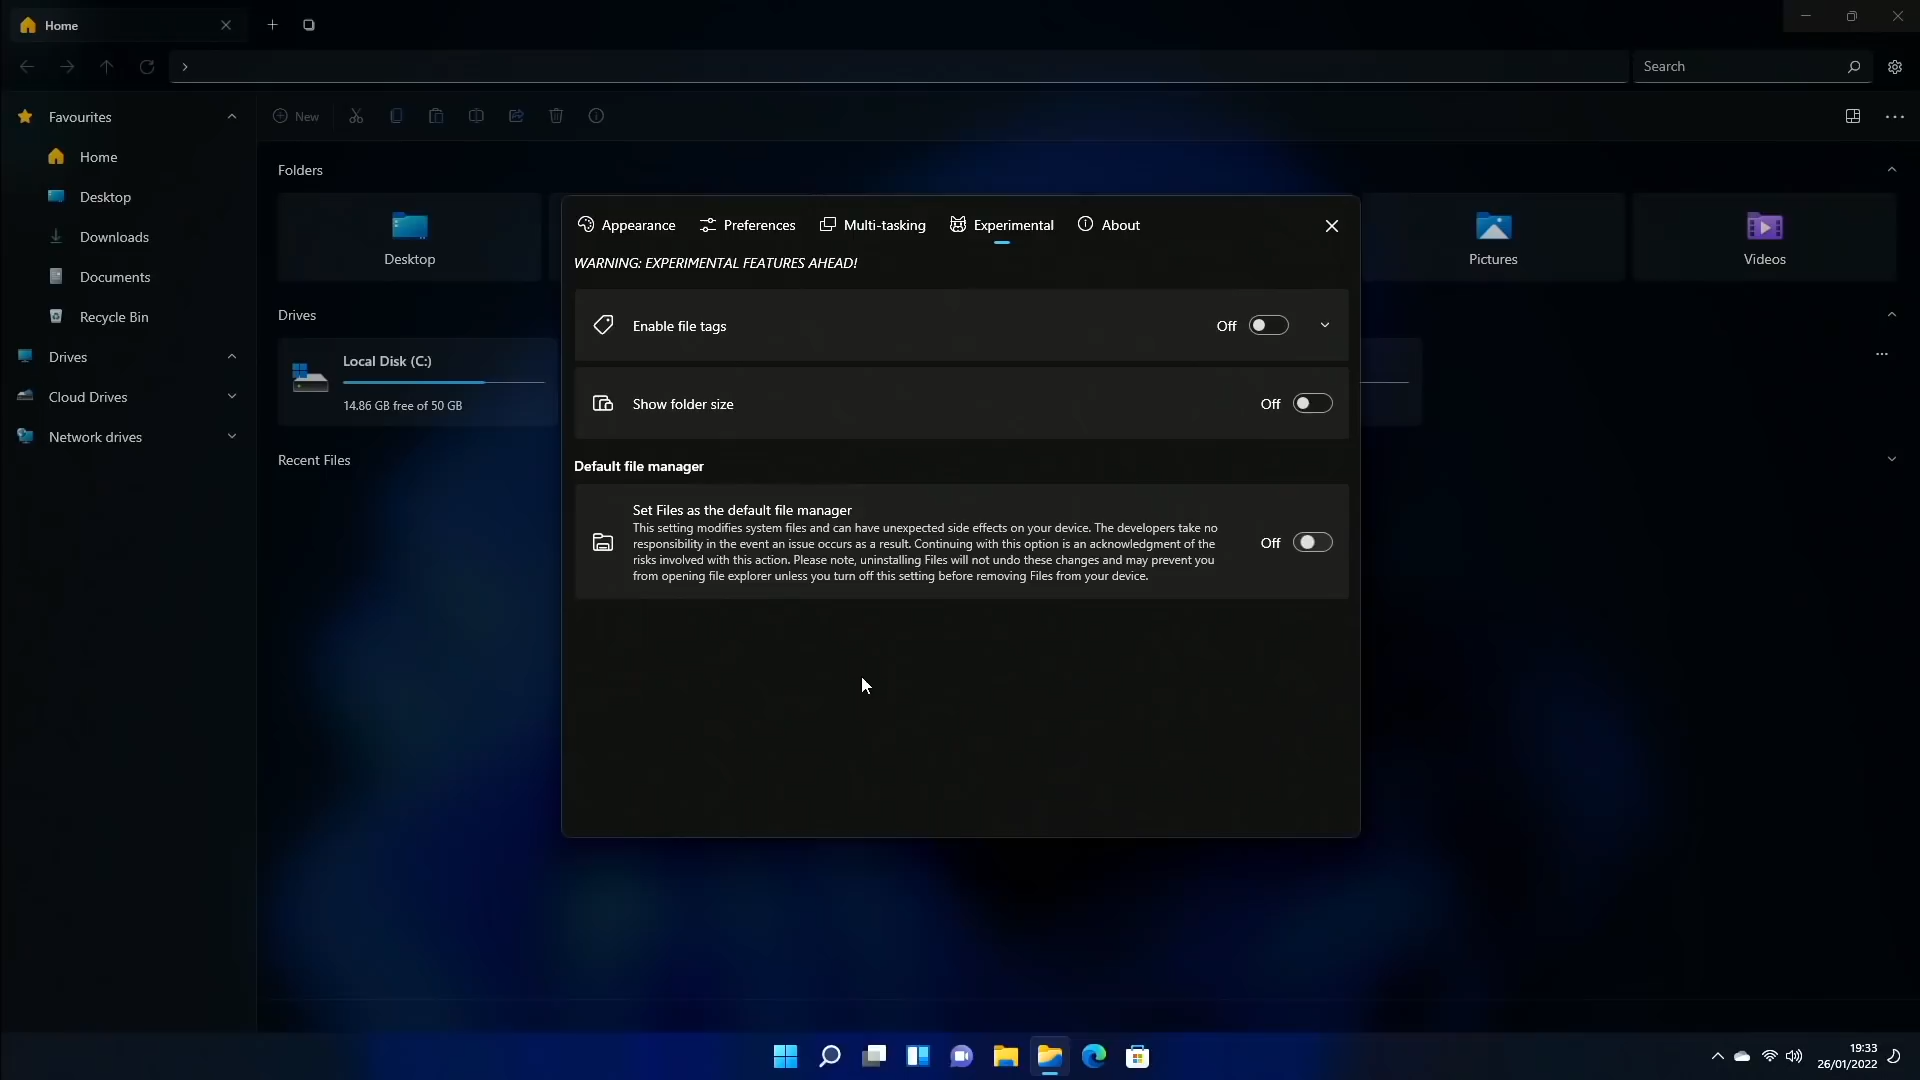 Home
Search
Favourites
Home
Desktop
Downloads
Documents
Recycle Bin
Drives
Cloud Drives
Network drives
New
Folders
Desktop
Pictures
Videos
Drives
Local Disk (C:)
14.86 GB free of 50 GB
Recent Files
Appearance
Preferences
Multi-tasking
Experimental
About
WARNING: EXPERIMENTAL FEATURES AHEAD!
Enable file tags
Off
Show folder size
Off
Default file manager
Set Files as the default file manager
This setting modifies system files and can have unexpected side effects on your device. The developers take no
responsibility in the event an issue occurs as a result. Continuing with this option is an acknowledgment of the
risks involved with this action. Please note, uninstalling Files will not undo these changes and may prevent you
from opening file explorer unless you turn off this setting before removing Files from your device.
Off
19:33
26/01/2022